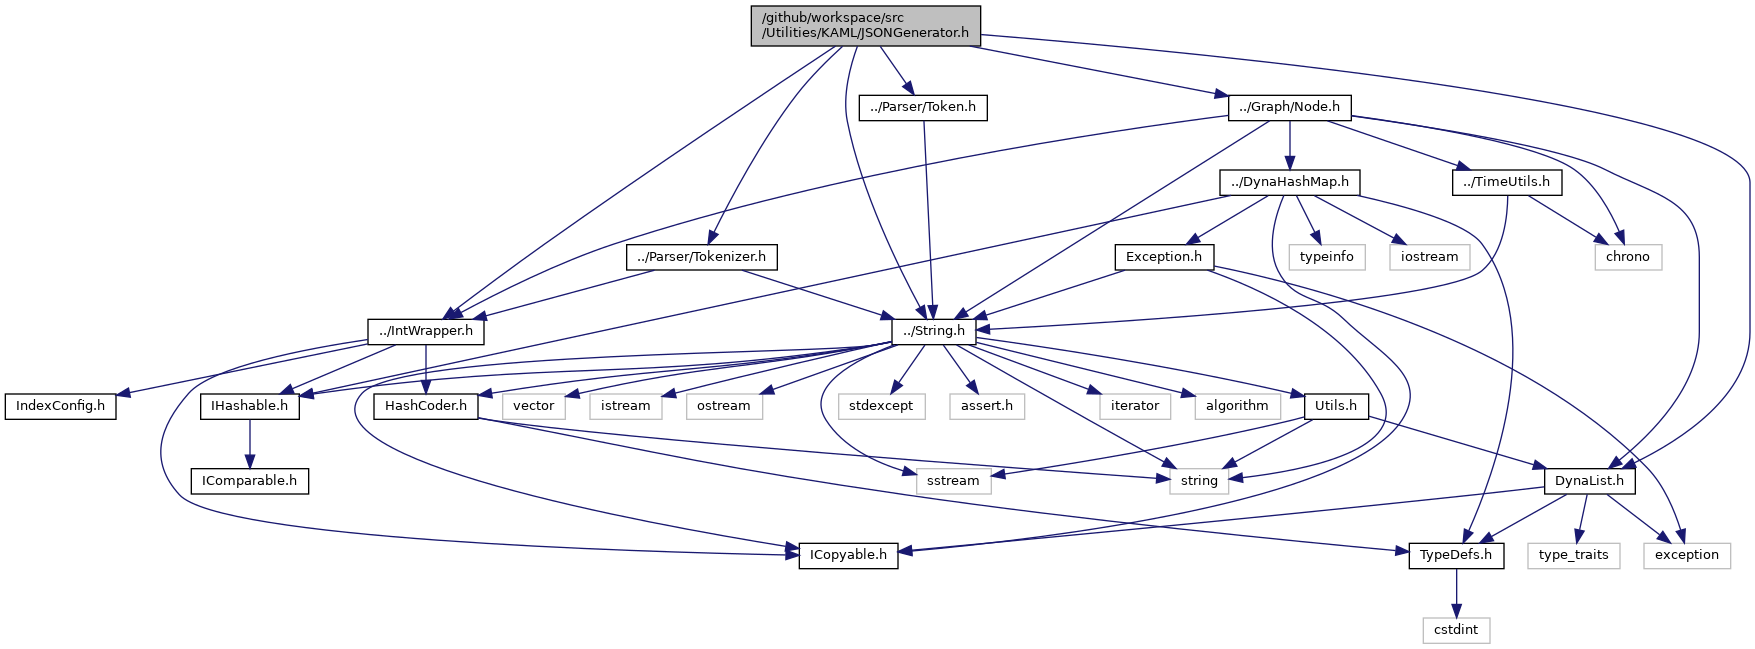 /github/workspace/src
/Utilities/KAML/JSONGenerator.h
../Parser/Token.h
../Graph/Node.h
../DynaHashMap.h
../TimeUtils.h
../Parser/Tokenizer.h
Exception.h
typeinfo
iostream
chrono
../IntWrapper.h
../String.h
IndexConfig.h
IHashable.h
HashCoder.h
vector
istream
ostream
stdexcept
assert.h
iterator
algorithm
Utils.h
IComparable.h
sstream
string
DynaList.h
ICopyable.h
TypeDefs.h
type_traits
exception
cstdint